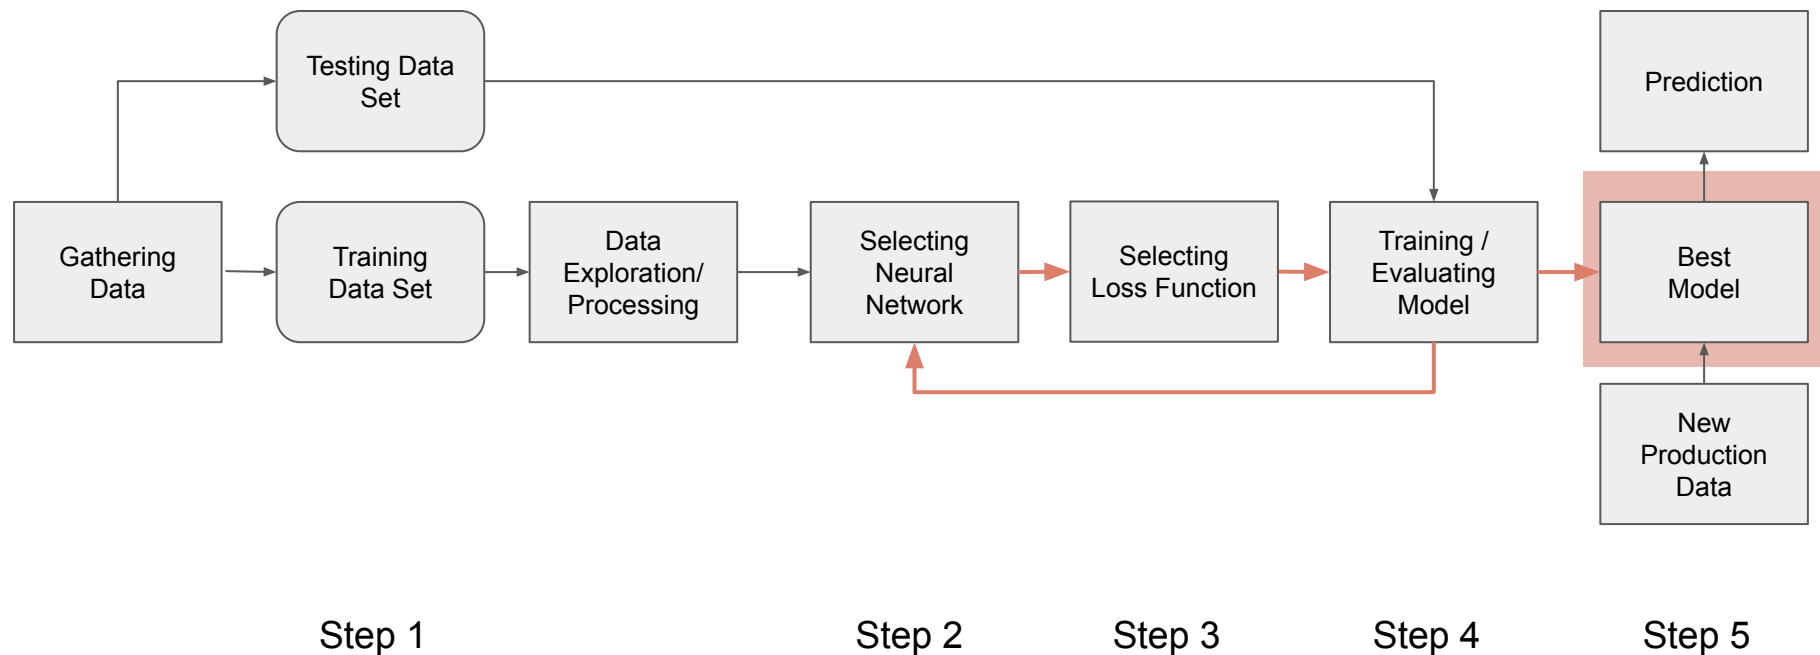 Testing Data
Set
Prediction
Gathering
Data
Training
Data Set
Data
Exploration/
Processing
Selecting
Neural
Network
Selecting
Loss Function
Training /
Evaluating
Model
Best
Model
New
Production
Data
Step 1
Step 2
Step 3
Step 4
Step 5